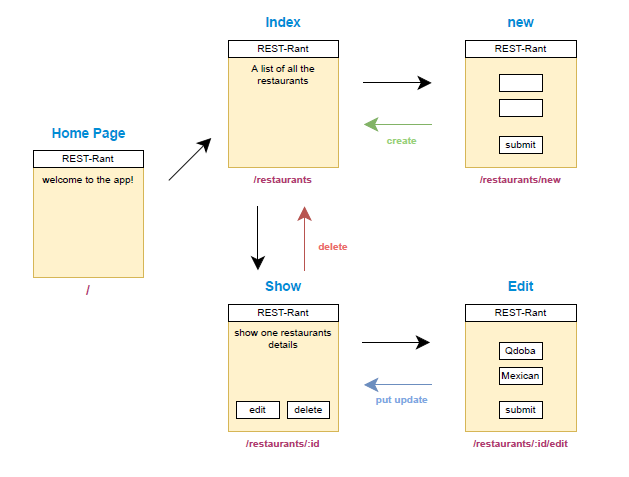 Index
REST-Rant
A list of all the
restaurants
/restaurants
create
new
REST-Rant
submit
/restaurants/new
Home Page
REST-Rant
welcome to the app!
/
delete
Show
REST-Rant
show one restaurants
details
edit
delete
/restaurants/:id
put update
Edit
REST-Rant
Qdoba
Mexican
submit
/restaurants/:id/edit